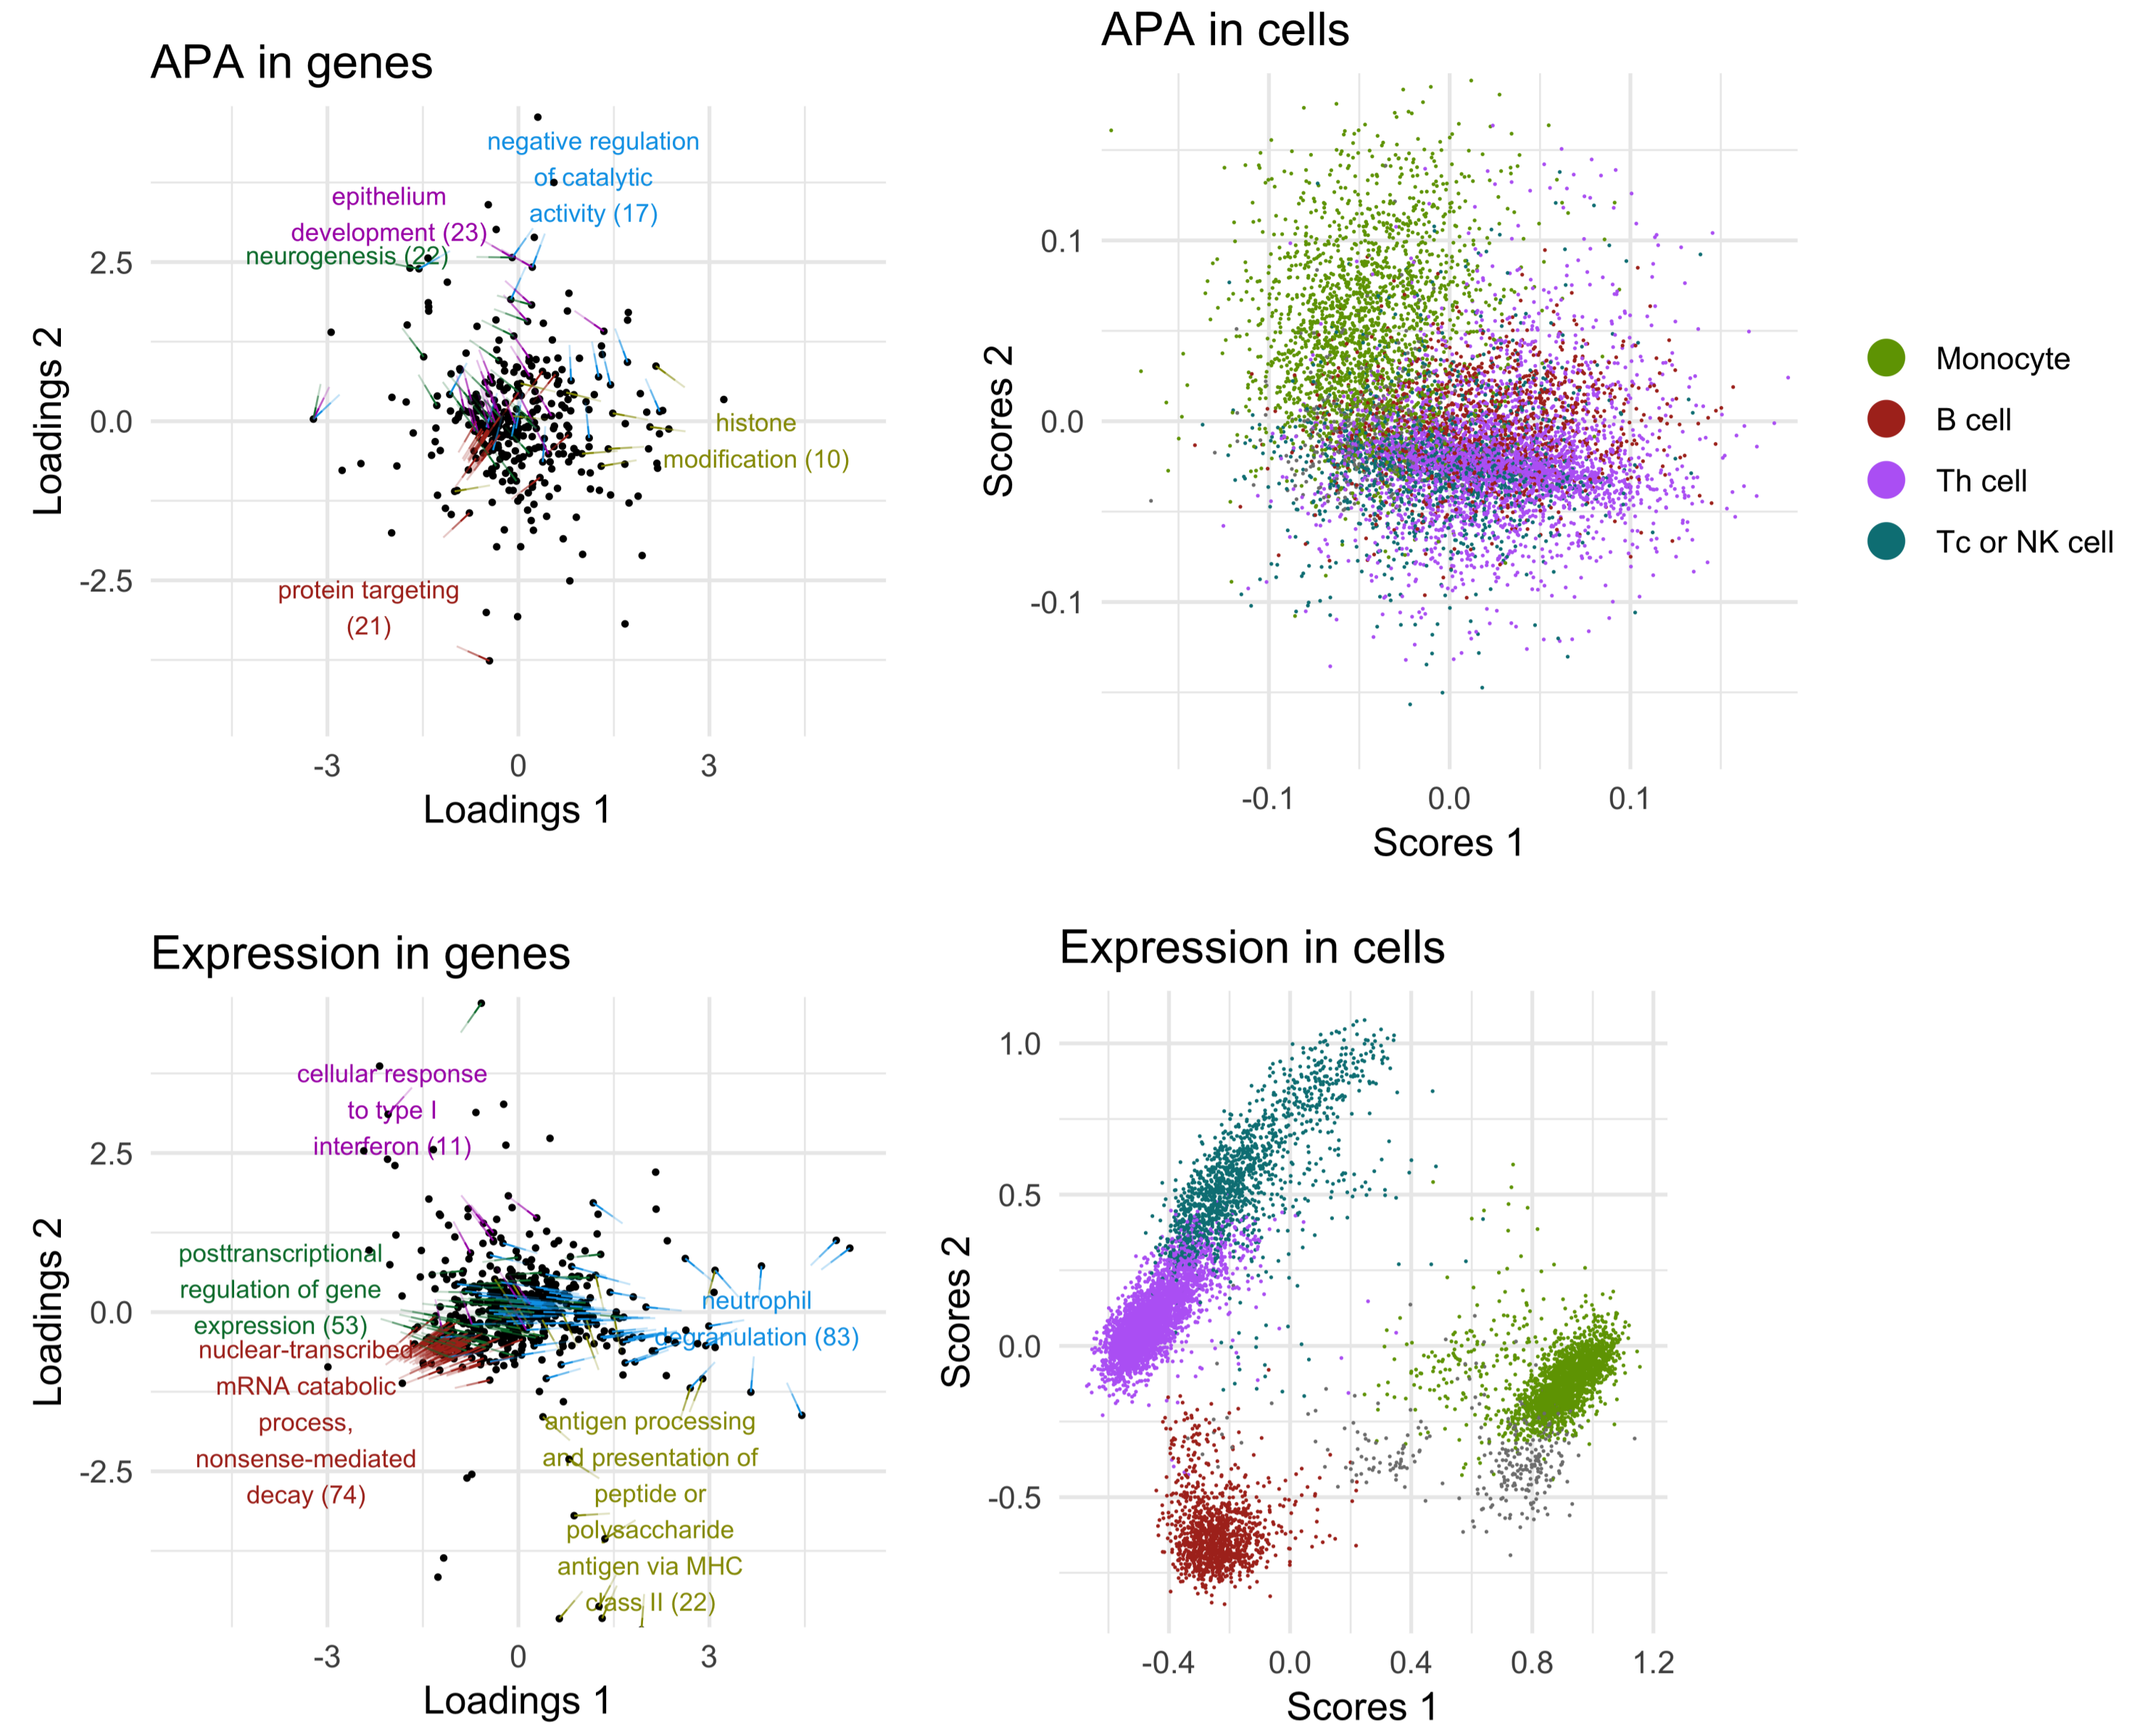 APA in genes
negative regulation
of catalytic
activity (17)
epithelium
development (23)
neurogenesis (22)
histone
modification (10)
protein targeting
(21)
2.5
0.0
-2.5
-3
0
3
Loadings 1
Loadings 2
APA in cells
0.1
0.0
-0.1
-0.1
0.0
0.1
Scores 1
Scores 2
Monocyte
B cell
Th cell
Tc or NK cell
Expression in genes
cellular response
to type I
interferon (11)
posttranscriptional
regulation of gene
expression (53)
nuclear-transcribed
mRNA catabolic
process,
nonsense-mediated
decay (74)
neutrophil
degranulation (83)
antigen processing
and presentation of
peptide or
polysaccharide
antigen via MHC
class II (22)
2.5
0.0
-2.5
-3
0
3
Loadings 1
Loadings 2
Expression in cells
1.0
0.5
0.0
-0.5
-0.4
0.0
0.4
0.8
1.2
Scores 1
Scores 2